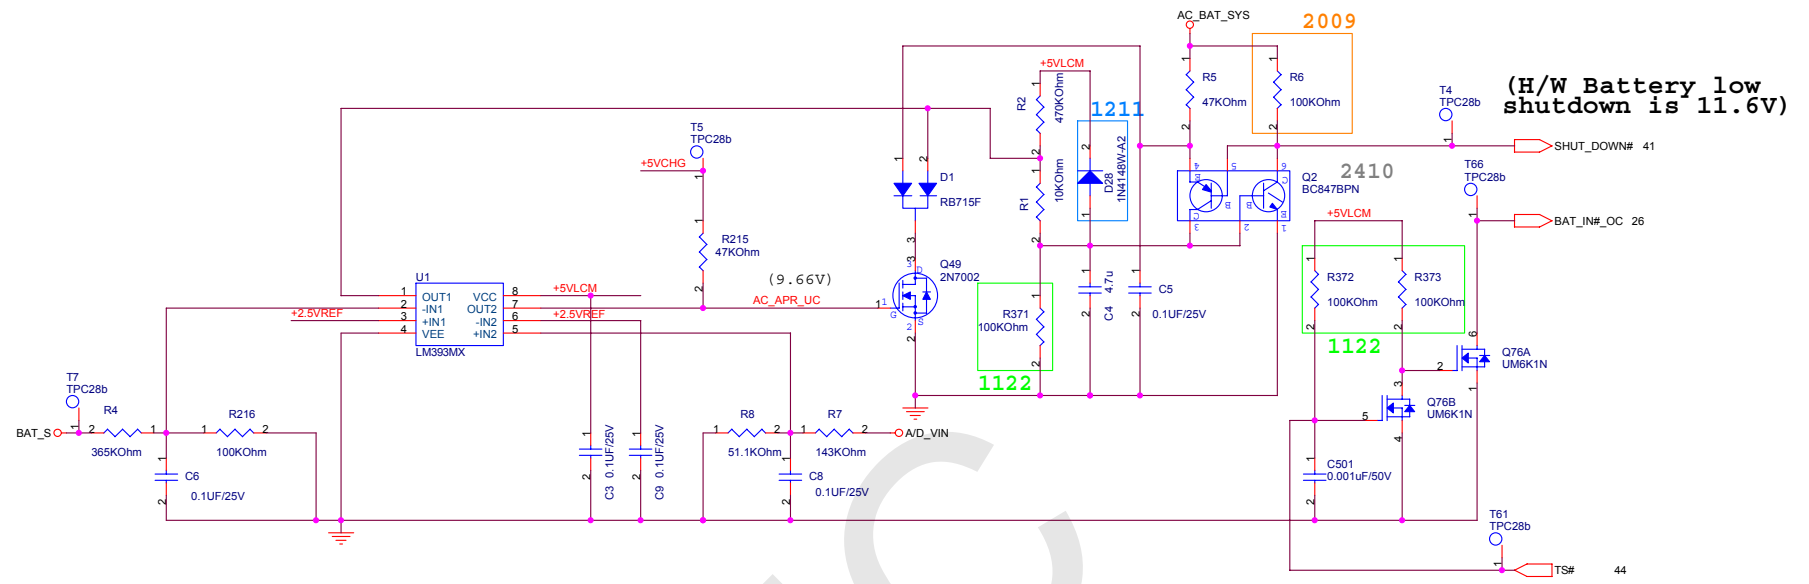 AC_BAT_SYS
2009
+5VLCM
R5
47KOhm
R6
100KOhm
(H/W Battery low
shutdown is 11.6V)
T4
TPC28b
R2
470KOhm
1211
T5
TPC28b
SHUT_DOWN# 41
+5VCHG
D1
RB715F
R1
10KOhm
D28
1N4148W-A2
Q2
BC847BPN
2410
T66
TPC28b
+5VLCM
BAT_IN#_OC 26
R215
47KOhm
(9.66V)
Q49
2N7002
AC_APR_UC
U1
OUT1
-IN1
+IN1
VEE
VCC
OUT2
-IN2
+IN2
LM393MX
+5VLCM
+2.5VREF
+2.5VREF
R371
100KOhm
1122
C4 4.7u
C5
0.1UF/25V
R372
100KOhm
R373
100KOhm
1122
Q76A
UM6K1N
Q76B
UM6K1N
T7
TPC28b
BAT_S
R4
365KOhm
R216
100KOhm
C6
0.1UF/25V
C3 0.1UF/25V
C9 0.1UF/25V
R8
51.1KOhm
R7
143KOhm
A/D_VIN
C8
0.1UF/25V
C501
0.001uF/50V
T61
TPC28b
TS# 44